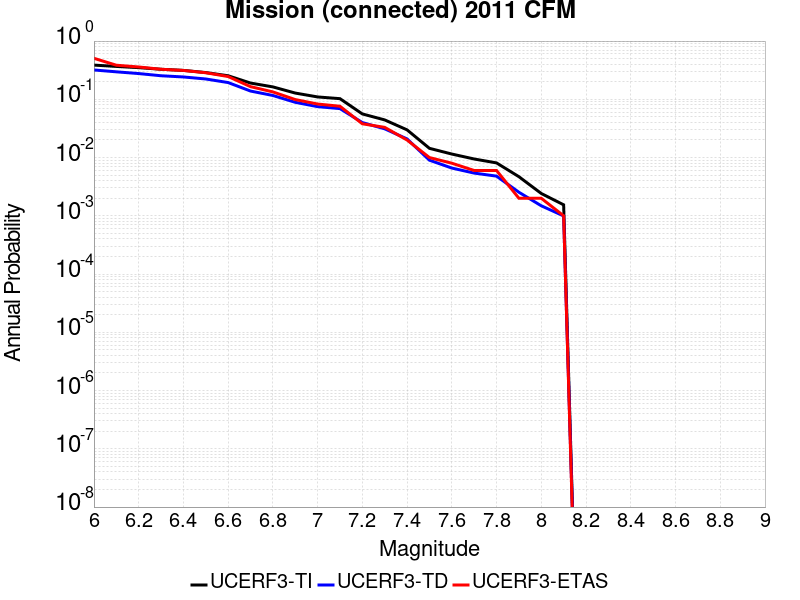 Mission (connected) 2011 CFM
10^0
10^-1
10^-2
10^-3
10^-4
10^-5
10^-6
10^-7
10^-8
Annual Probability
6 6.2 6.4 6.6 6.8 7 7.2 7.4 7.6 7.8 8 8.2 8.4 8.6 8.8 9
Magnitude
UCERF3-TI UCERF3-TD UCERF3-ETAS